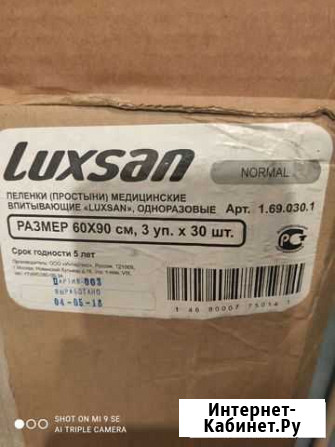 Luxsan
NORMAL
ПЕЛЕНКИ (ПРОСТЫНИ) МЕДИЦИНСКИЕ
ВПИТЫВАЮЩИЕ «LUXSAN», ОДНОРАЗОВЫЕ Арт. 1.69.030.1
РАЗМЕР 60Х90 см, 3 уп. х 30 шт.
Срок годности 5 лет
003
04-05-18
SHOT ON MI 9 SE
AI TRIPLE CAMERA
Интернет-
Кабинет.Ру